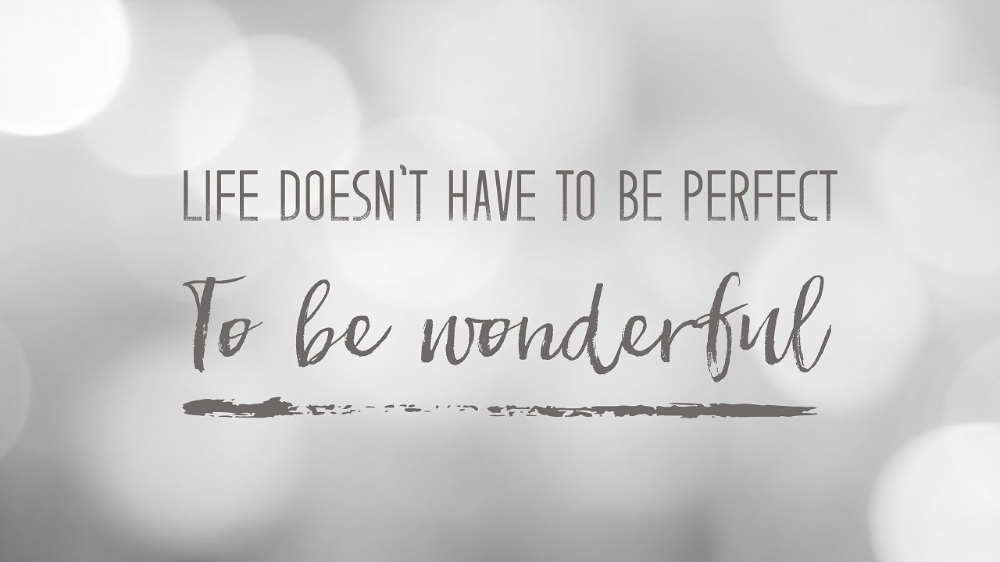 LIFE DOESN'T HAVE TO BE PERFECT
To be wonderful